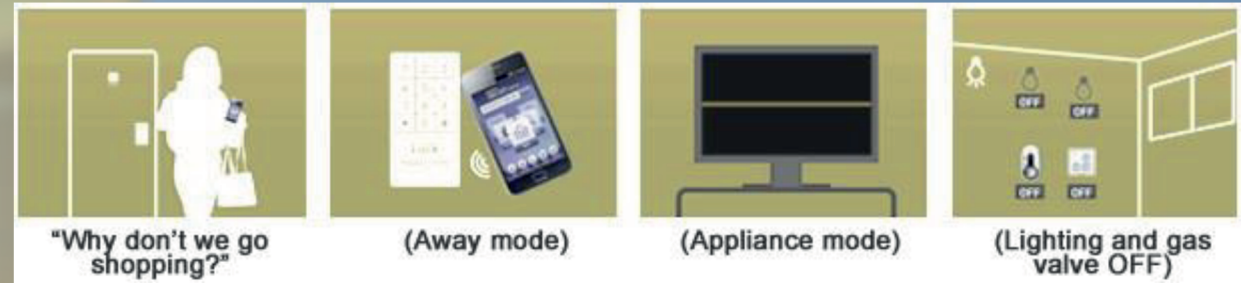 "Why don't we go
shopping?"
(Away mode)
(Appliance mode)
OFF
OFF
OFF
OFF
(Lighting and gas
valve OFF)